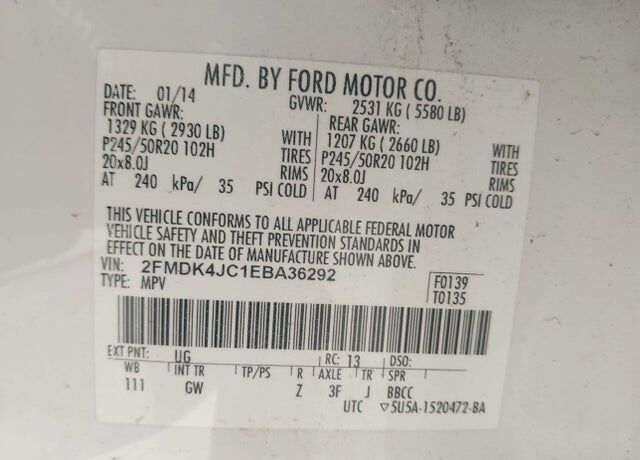 MFD. BY FORD MOTOR CO.
DATE: 01/14 GVWR: 2531 KG ( 5580 LB)
FRONT GAWR: REAR GAWR:
1329 KG ( 2930 LB) WITH 1207 KG ( 2660 LB) WITH
P245/50R20 102H TIRES P245/50R20 102H TIRES
20x8.0J RIMS 20x8.0J RIMS
AT 240 kPa/ 35 PSI COLD AT 240 kPa/ 35 PSI COLD
THIS VEHICLE CONFORMS TO ALL APPLICABLE FEDERAL MOTOR
VEHICLE SAFETY AND THEFT PREVENTION STANDARDS IN
EFFECT ON THE DATE OF MANUFACTURE SHOWN ABOVE.
VIN: 2FMDK4JC1EBA36292 F0139
TYPE: MPV T0135
EXT PNT: UG RC: 13 DSO:
WB INT TR TP/PS R AXLE TR SPR
111 GW Z 3F J BBCC
UTC ▽5U5A-1520472-BA